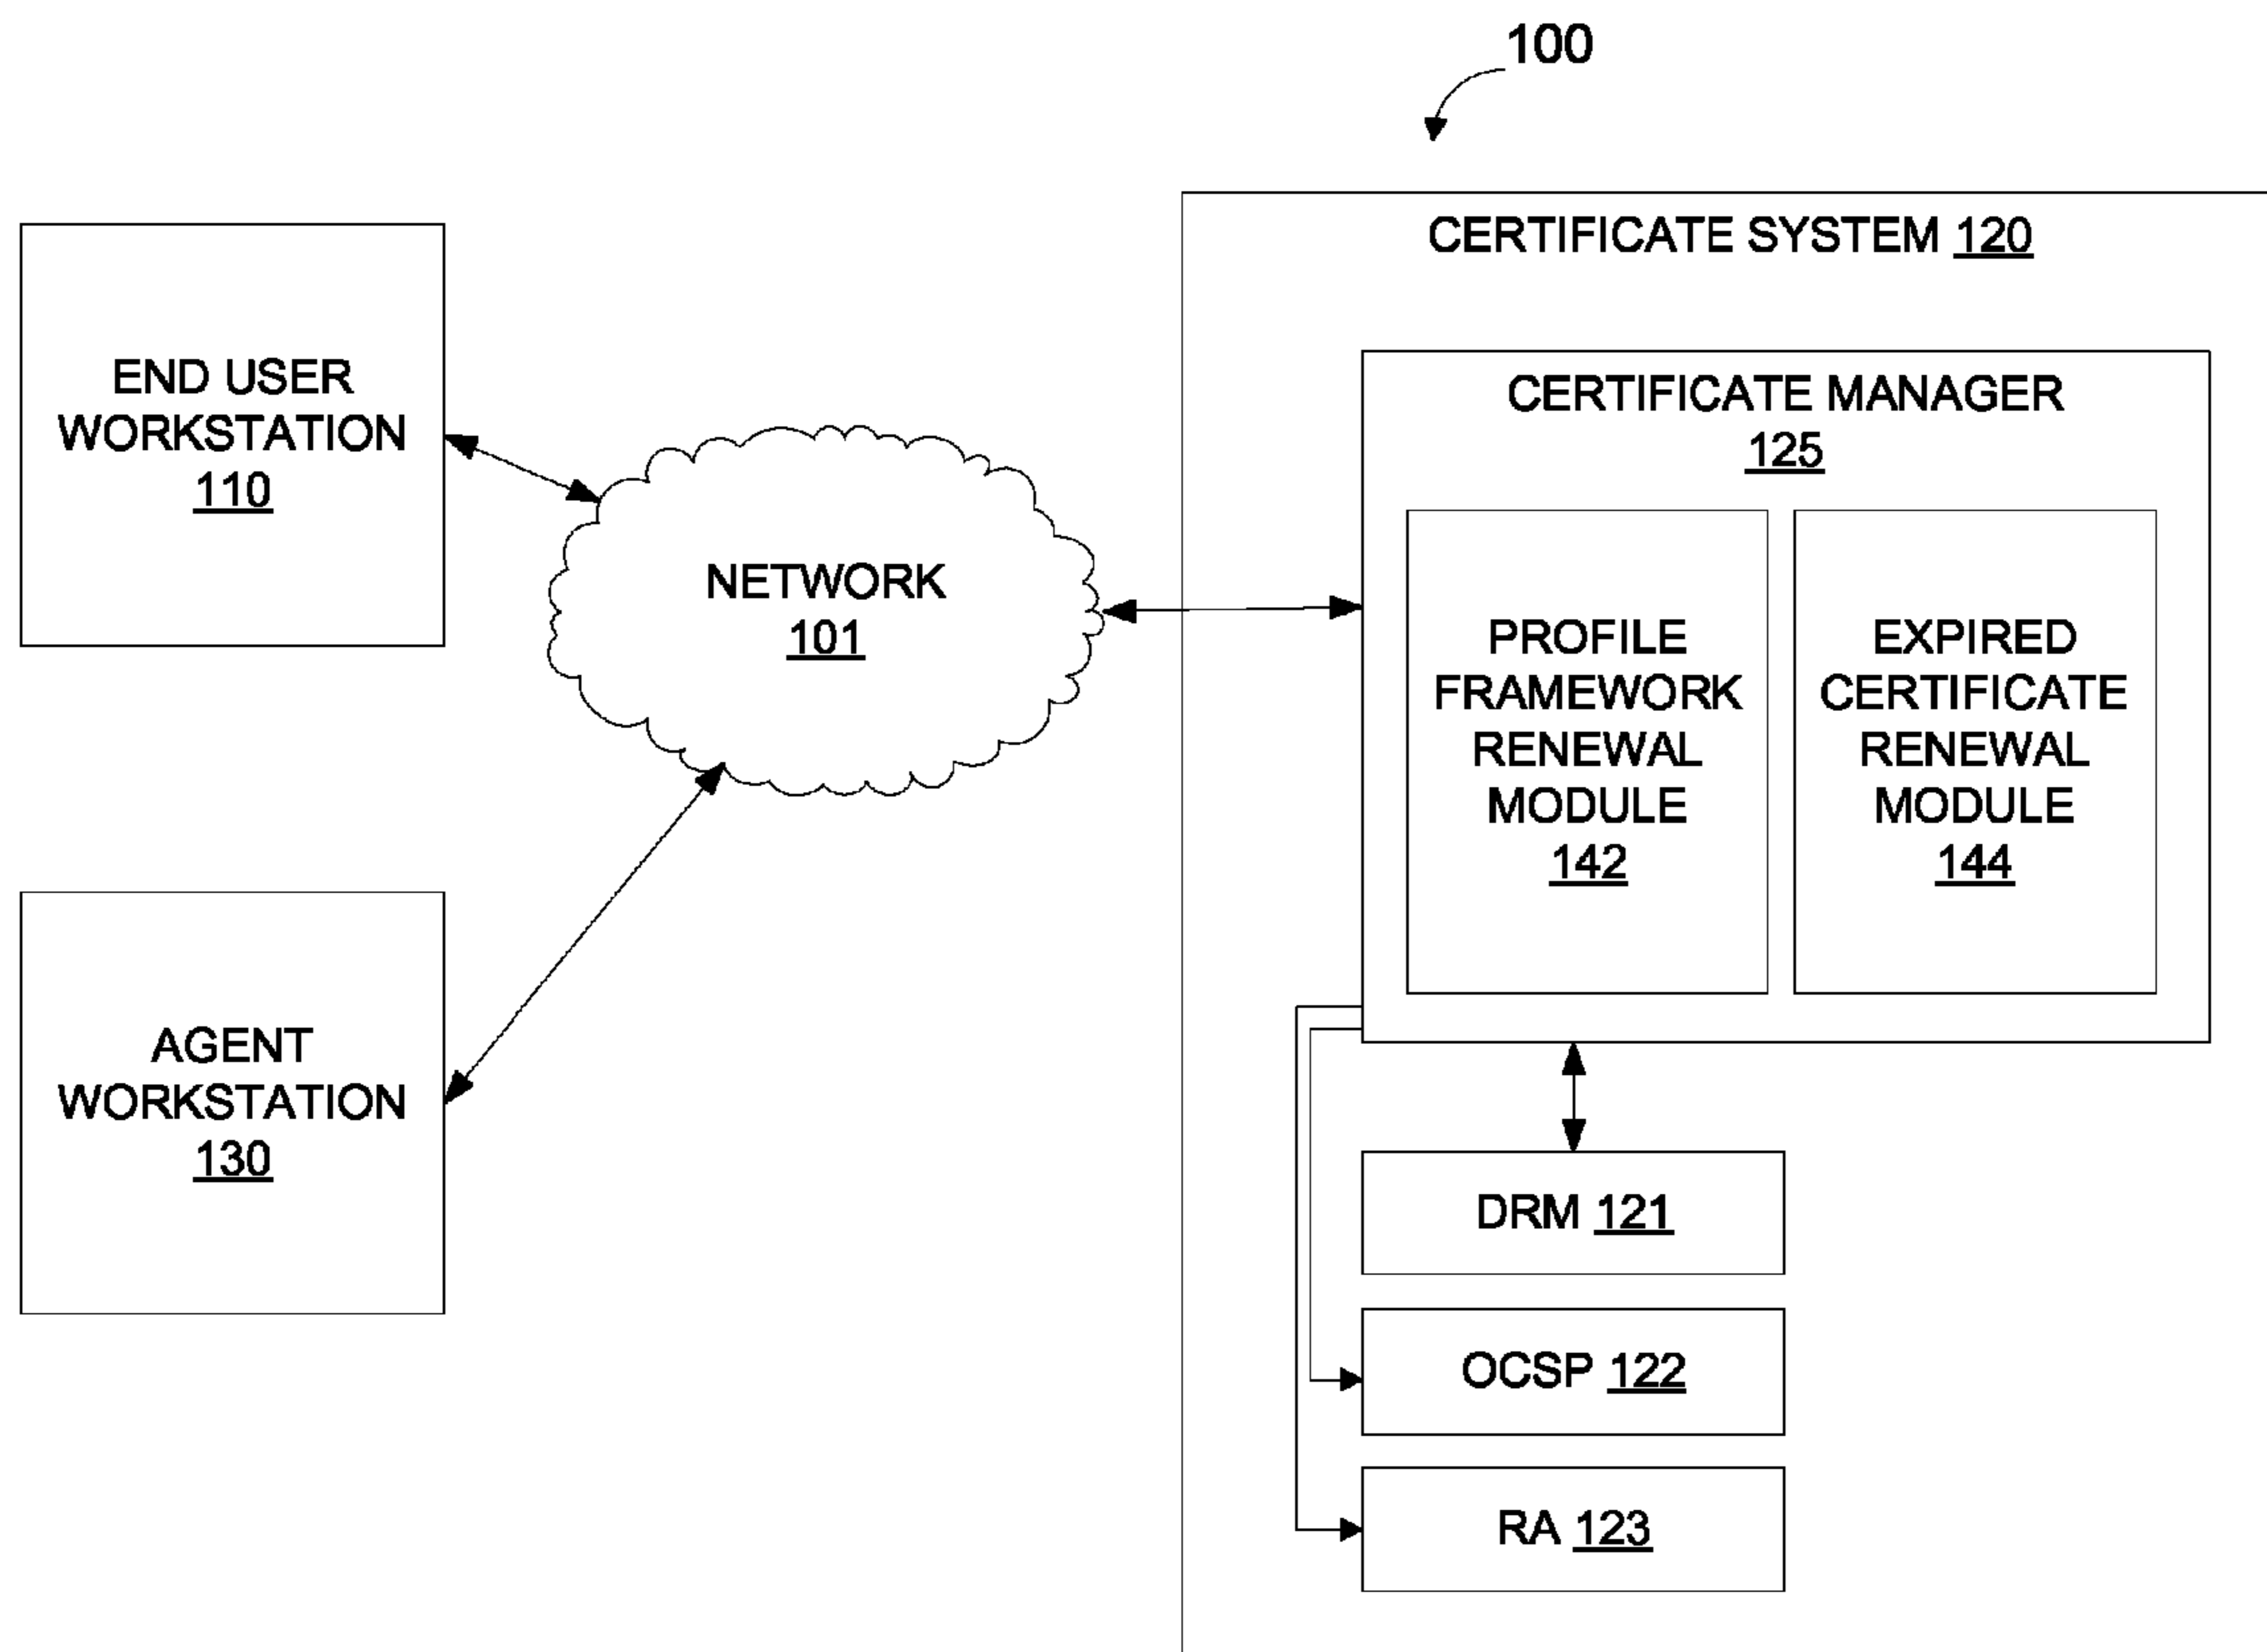 100
CERTIFICATE SYSTEM 120
END USER
WORKSTATION
110
CERTIFICATE MANAGER
125
NETWORK
101
PROFILE
FRAMEWORK
RENEWAL
MODULE
142
EXPIRED
CERTIFICATE
RENEWAL
MODULE
144
AGENT
WORKSTATION
130
DRM 121
OCSP 122
RA 123